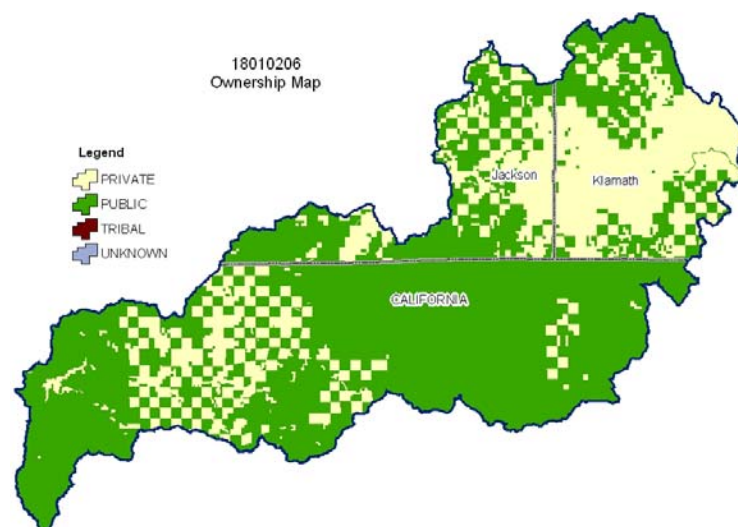 18010206
Ownership Map
Legend
PRIVATE
PUBLIC
TRIBAL
UNKNOWN
Jackson
Klamath
CALIFORNIA